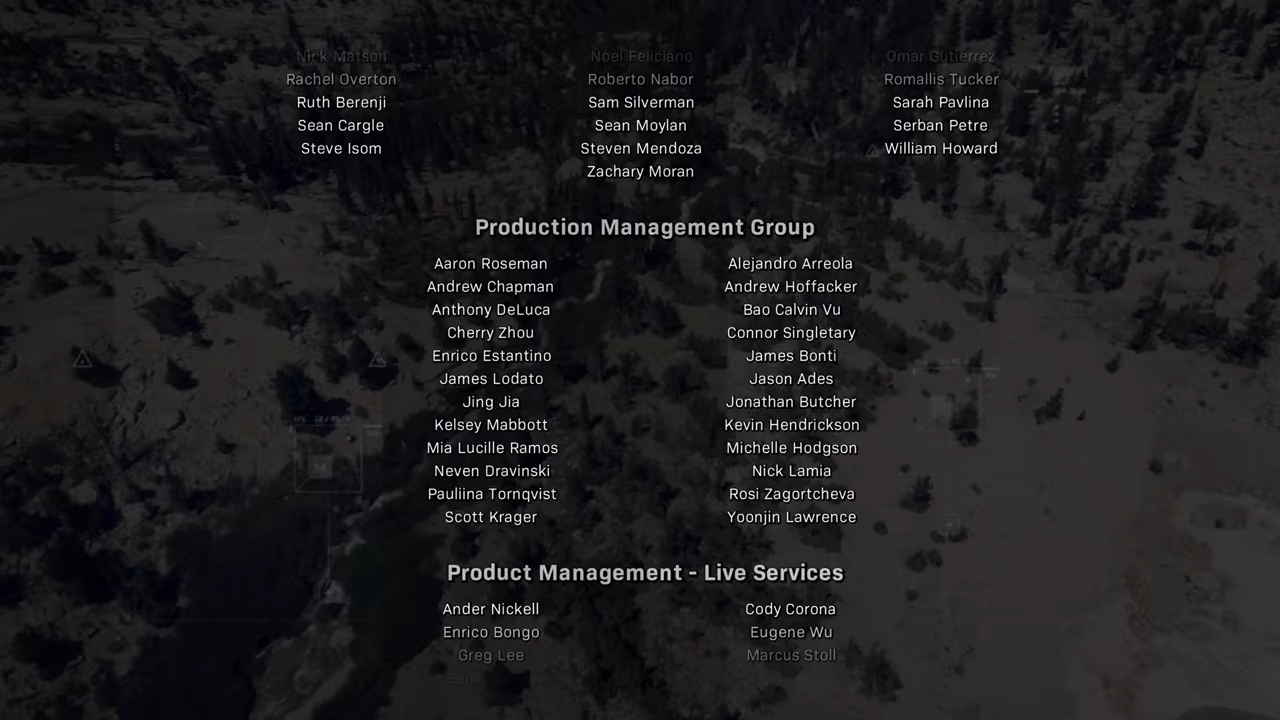 Nick Matson Noel Feliciano Omar Gutierrez
Rachel Overton Roberto Nabor Romallis Tucker
Ruth Berenji Sam Silverman Sarah Pavlina
Sean Cargle Sean Moylan Serban Petre
Steve Isom Steven Mendoza William Howard
Zachary Moran
Production Management Group
Aaron Roseman Alejandro Arreola
Andrew Chapman Andrew Hoffacker
Anthony DeLuca Bao Calvin Vu
Cherry Zhou Connor Singletary
Enrico Estantino James Bonti
James Lodato Jason Ades
Jing Jia Jonathan Butcher
Kelsey Mabbott Kevin Hendrickson
Mia Lucille Ramos Michelle Hodgson
Neven Dravinski Nick Lamia
Pauliina Tornqvist Rosi Zagortcheva
Scott Krager Yoonjin Lawrence
Product Management - Live Services
Ander Nickell Cody Corona
Enrico Bongo Eugene Wu
Greg Lee Marcus Stoll